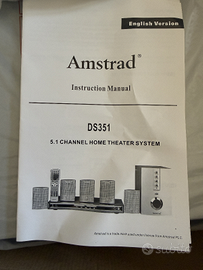 English Version
Amstrad®
Instruction Manual
DS351
5.1 CHANNEL HOME THEATER SYSTEM